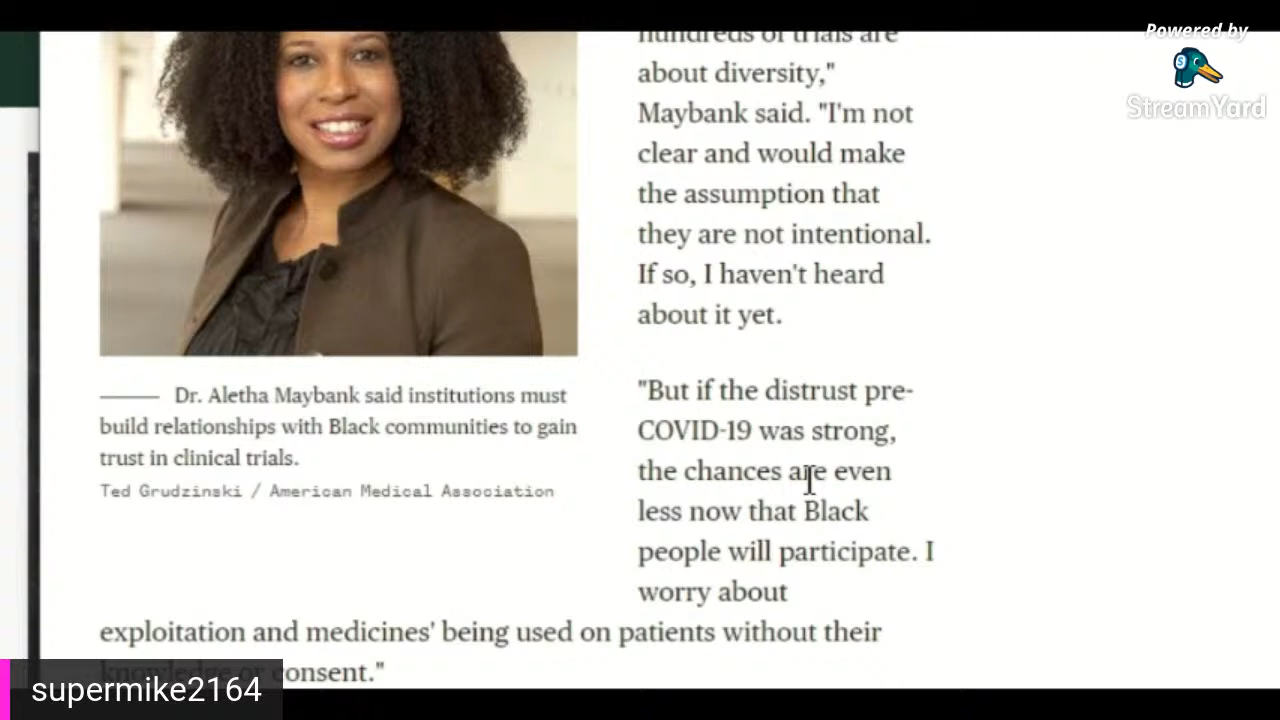 Powered by
StreamYard
hundreds of trials are
about diversity,"
Maybank said. "I'm not
clear and would make
the assumption that
they are not intentional.
If so, I haven't heard
about it yet.
"But if the distrust pre-
COVID-19 was strong,
the chances are even
less now that Black
people will participate. I
worry about
exploitation and medicines' being used on patients without their
knowledge or consent."
Dr. Aletha Maybank said institutions must
build relationships with Black communities to gain
trust in clinical trials.
Ted Grudzinski / American Medical Association
supermike2164